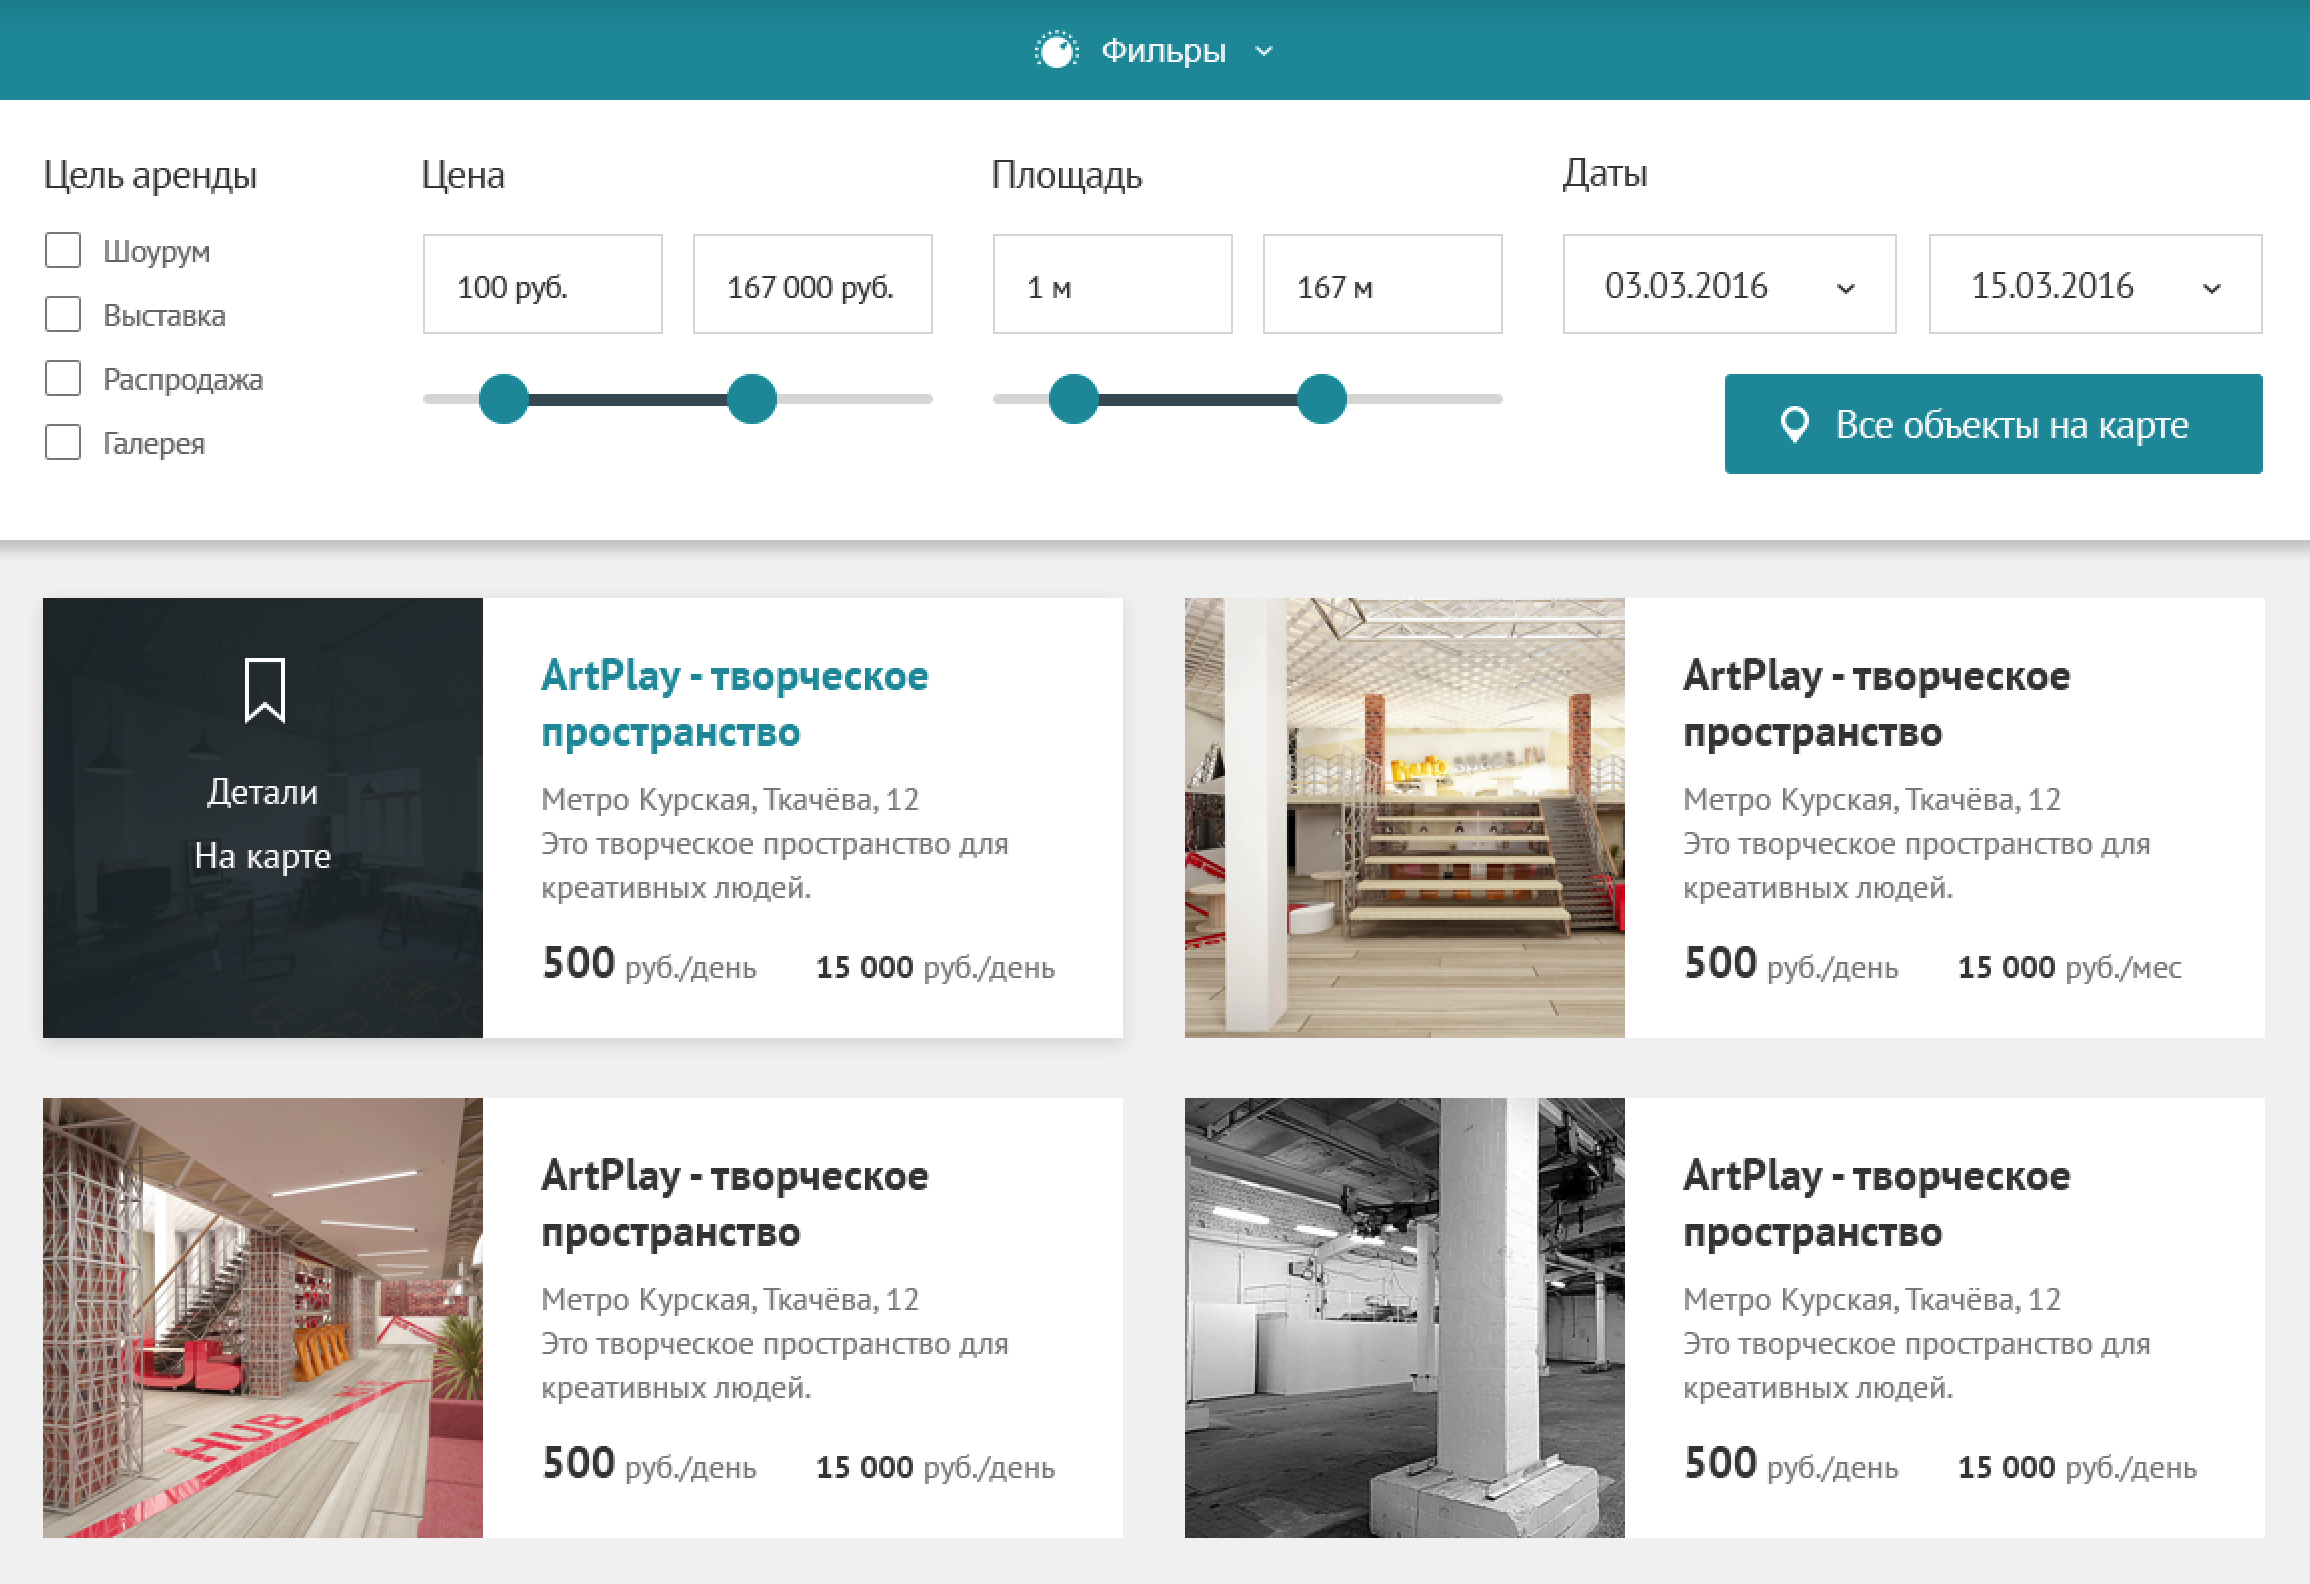 Фильры
Цель аренды
Шоурум
Выставка
Распродажа
Галерея
Цена
100 руб.
167 000 руб.
Площадь
1 м
167 м
Даты
03.03.2016
15.03.2016
Все объекты на карте
Детали
На карте
ArtPlay - творческое
пространство
Метро Курская, Ткачёва, 12
Это творческое пространство для
креативных людей.
500 руб./день 15 000 руб./день
ArtPlay - творческое
пространство
Метро Курская, Ткачёва, 12
Это творческое пространство для
креативных людей.
500 руб./день 15 000 руб./мес
HUB
ArtPlay - творческое
пространство
Метро Курская, Ткачёва, 12
Это творческое пространство для
креативных людей.
500 руб./день 15 000 руб./день
ArtPlay - творческое
пространство
Метро Курская, Ткачёва, 12
Это творческое пространство для
креативных людей.
500 руб./день 15 000 руб./день